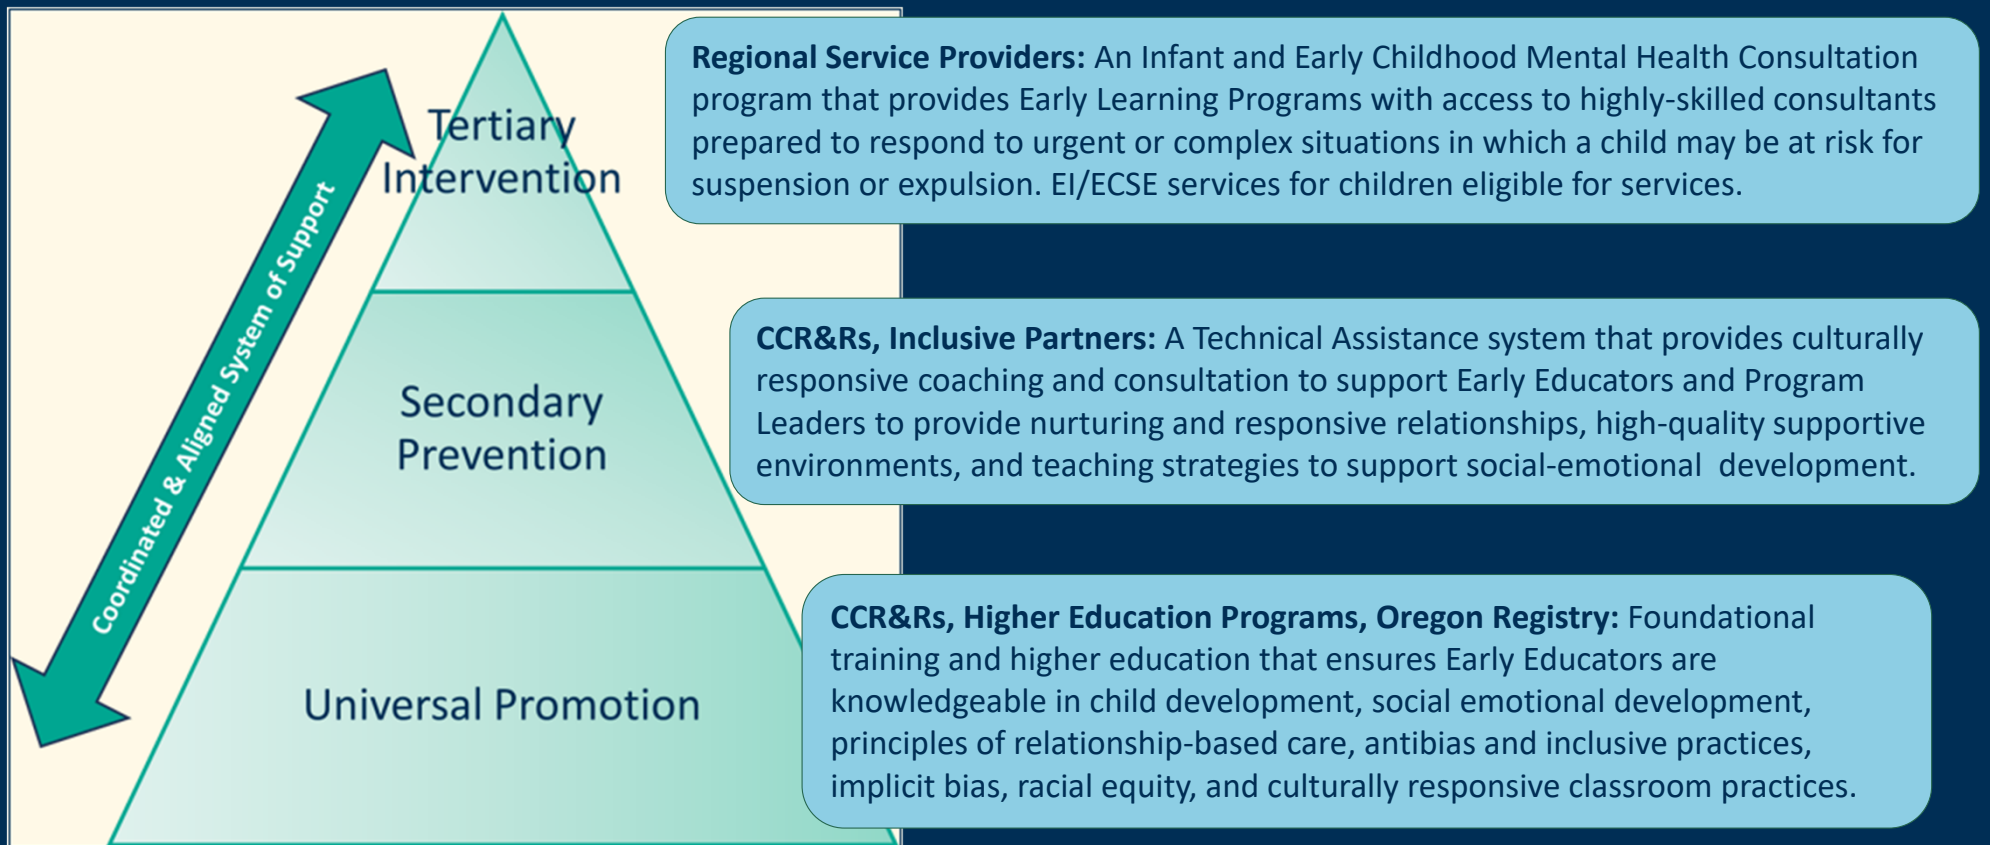 Coordinated & Aligned System of Support
Tertiary
Intervention
Regional Service Providers: An Infant and Early Childhood Mental Health Consultation
program that provides Early Learning Programs with access to highly-skilled consultants
prepared to respond to urgent or complex situations in which a child may be at risk for
suspension or expulsion. EI/ECSE services for children eligible for services.
Secondary
Prevention
CCR&Rs, Inclusive Partners: A Technical Assistance system that provides culturally
responsive coaching and consultation to support Early Educators and Program
Leaders to provide nurturing and responsive relationships, high-quality supportive
environments, and teaching strategies to support social-emotional  development.
Universal Promotion
CCR&Rs, Higher Education Programs, Oregon Registry: Foundational
training and higher education that ensures Early Educators are
knowledgeable in child development, social emotional development,
principles of relationship-based care, antibias and inclusive practices,
implicit bias, racial equity, and culturally responsive classroom practices.